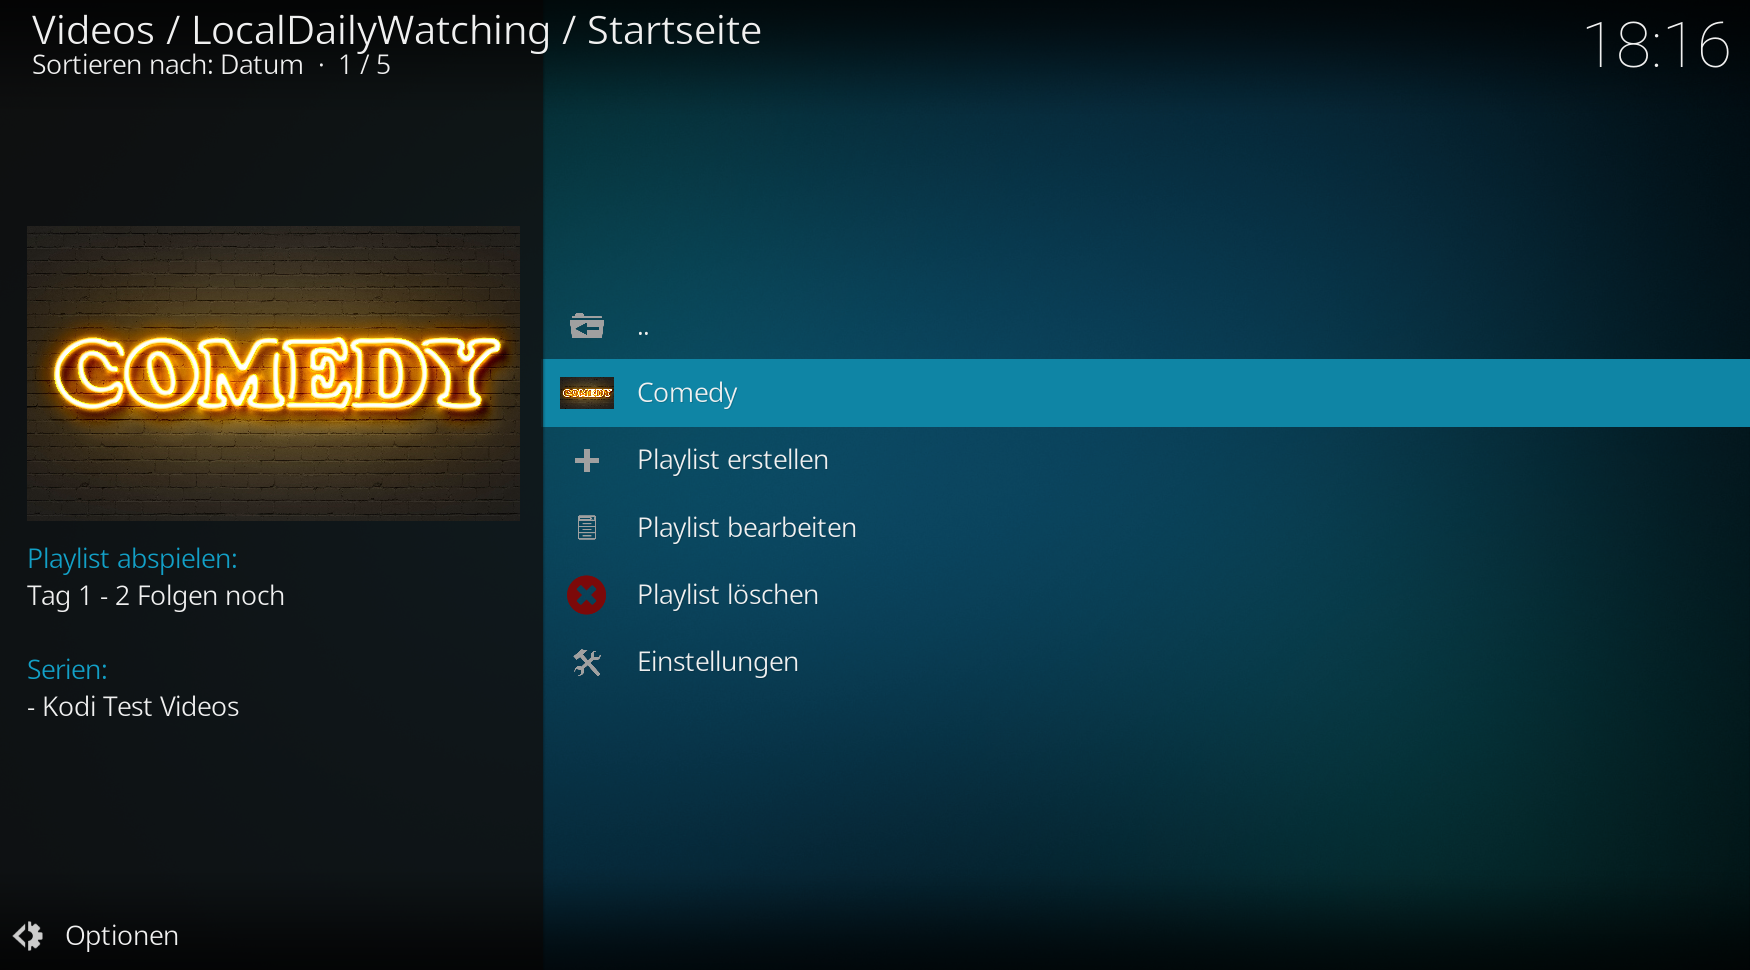 Videos / LocalDailyWatching / Startseite
Sortieren nach: Datum · 1 / 5
18:16
COMEDY
Playlist abspielen:
Tag 1 - 2 Folgen noch
Serien:
- Kodi Test Videos
..
COMEDY
Comedy
Playlist erstellen
Playlist bearbeiten
Playlist löschen
Einstellungen
Optionen